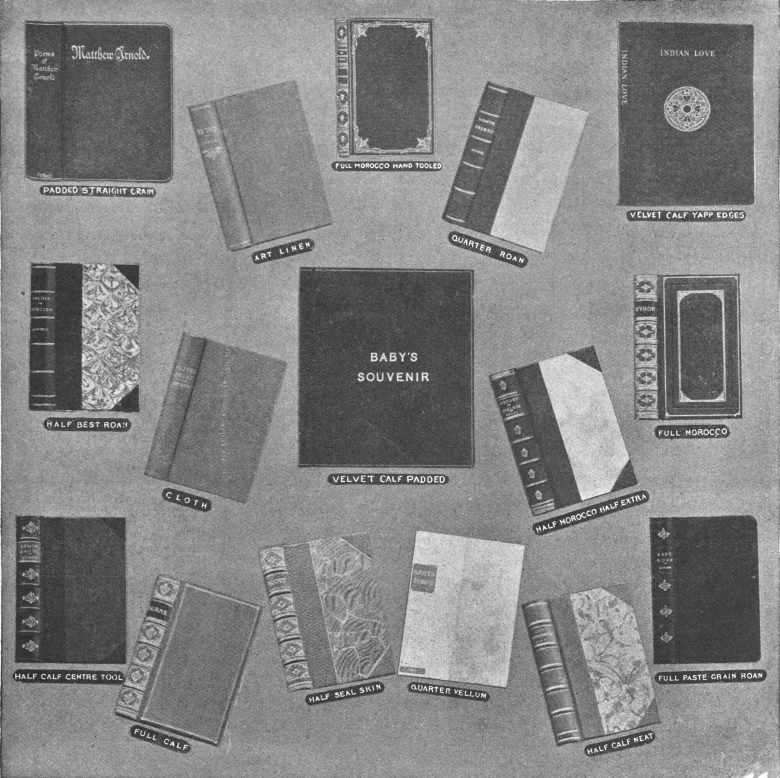 Poems
of
Matthew
Arnold
Matthew Arnold.
PADDED STRAIGHT GRAIN
ART LINEN
FULL MOROCCO HAND TOOLED
QUARTER ROAN
INDIAN LOVE
INDIAN LOVE
VELVET CALF YAPP EDGES
HALF BEST ROAN
CLOTH
BABY'S
SOUVENIR
VELVET CALF PADDED
HALF MOROCCO HALF EXTRA
BYRON
FULL MOROCCO
HALF CALF CENTRE TOOL
FULL CALF
HALF SEAL SKIN
QUARTER VELLUM
HALF CALF NEAT
FULL PASTE GRAIN ROAN